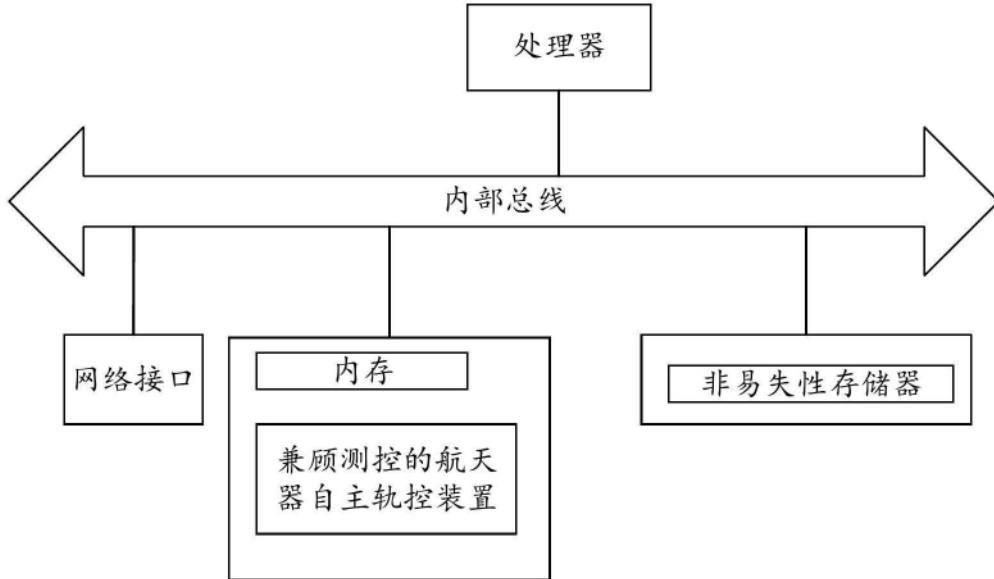 处理器
内部总线
网络接口
内存
非易失性存储器
兼顾测控的航天
器自主轨控装置